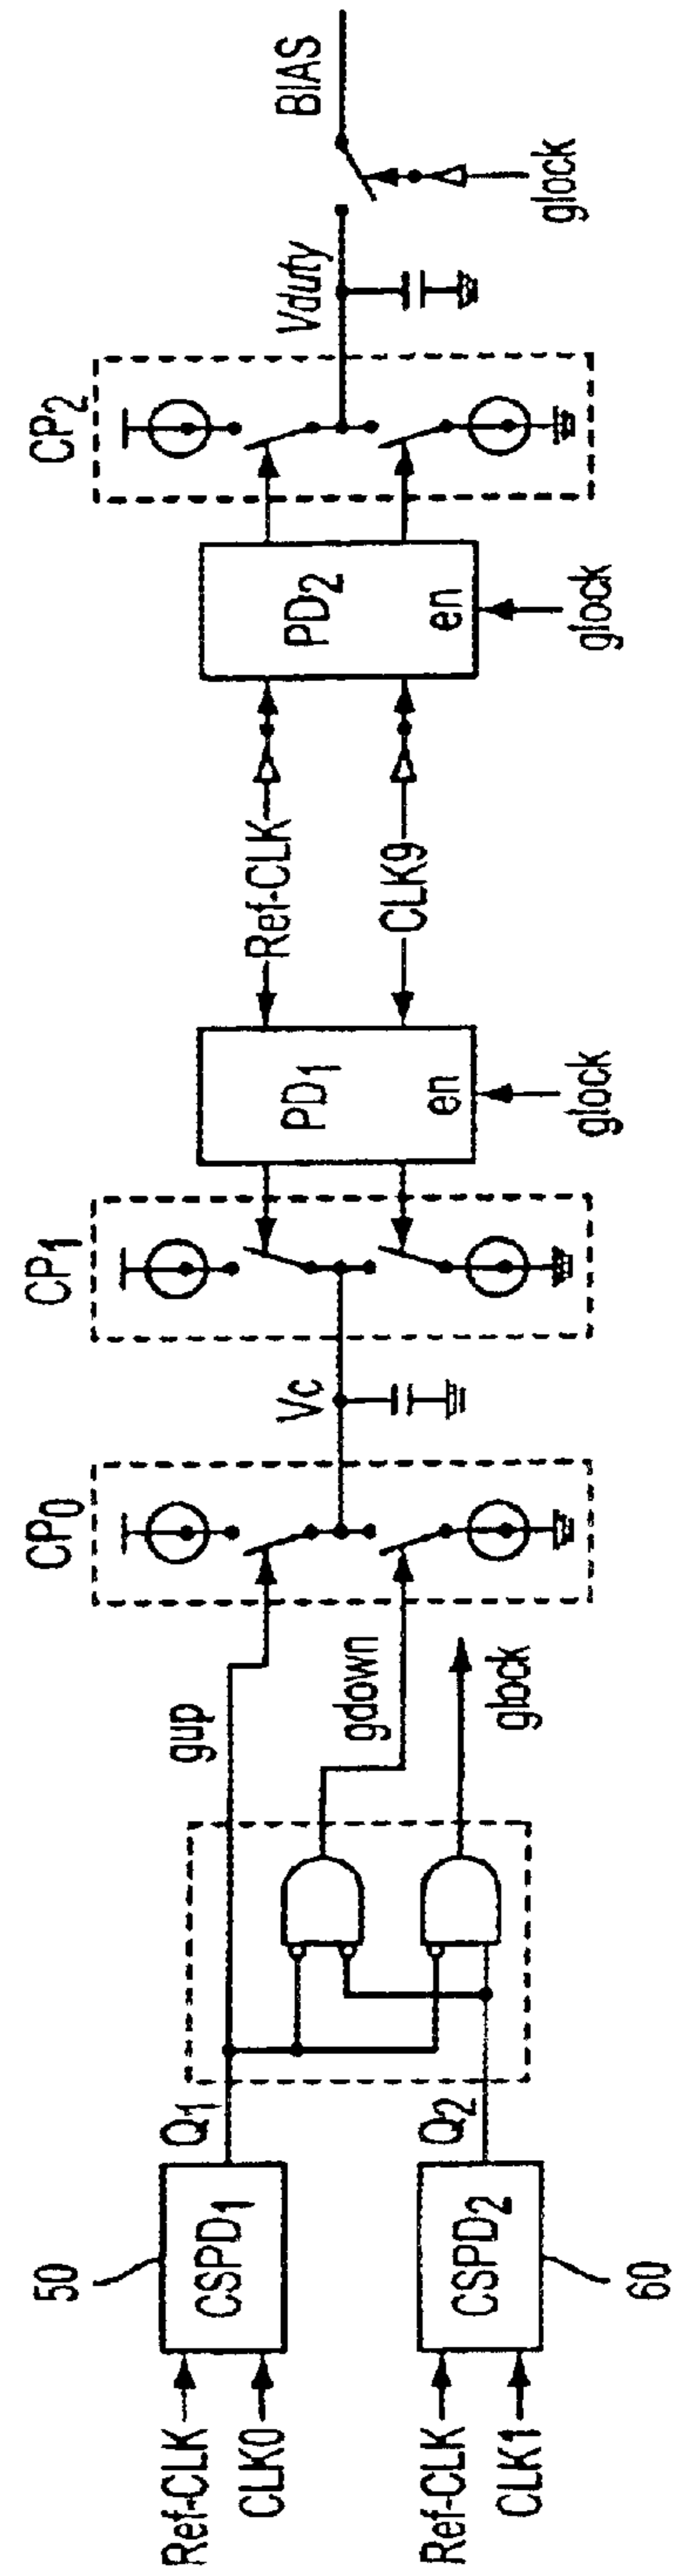 Ref-CLK
CLK0
50
CSPD1
Q1
Ref-CLK
CLK1
60
CSPD2
Q2
gup
gdown
glock
CP0
Vc
CP1
PD1
en
glock
Ref-CLK
CLK9
PD2
en
glock
CP2
Vduty
BIAS
glock